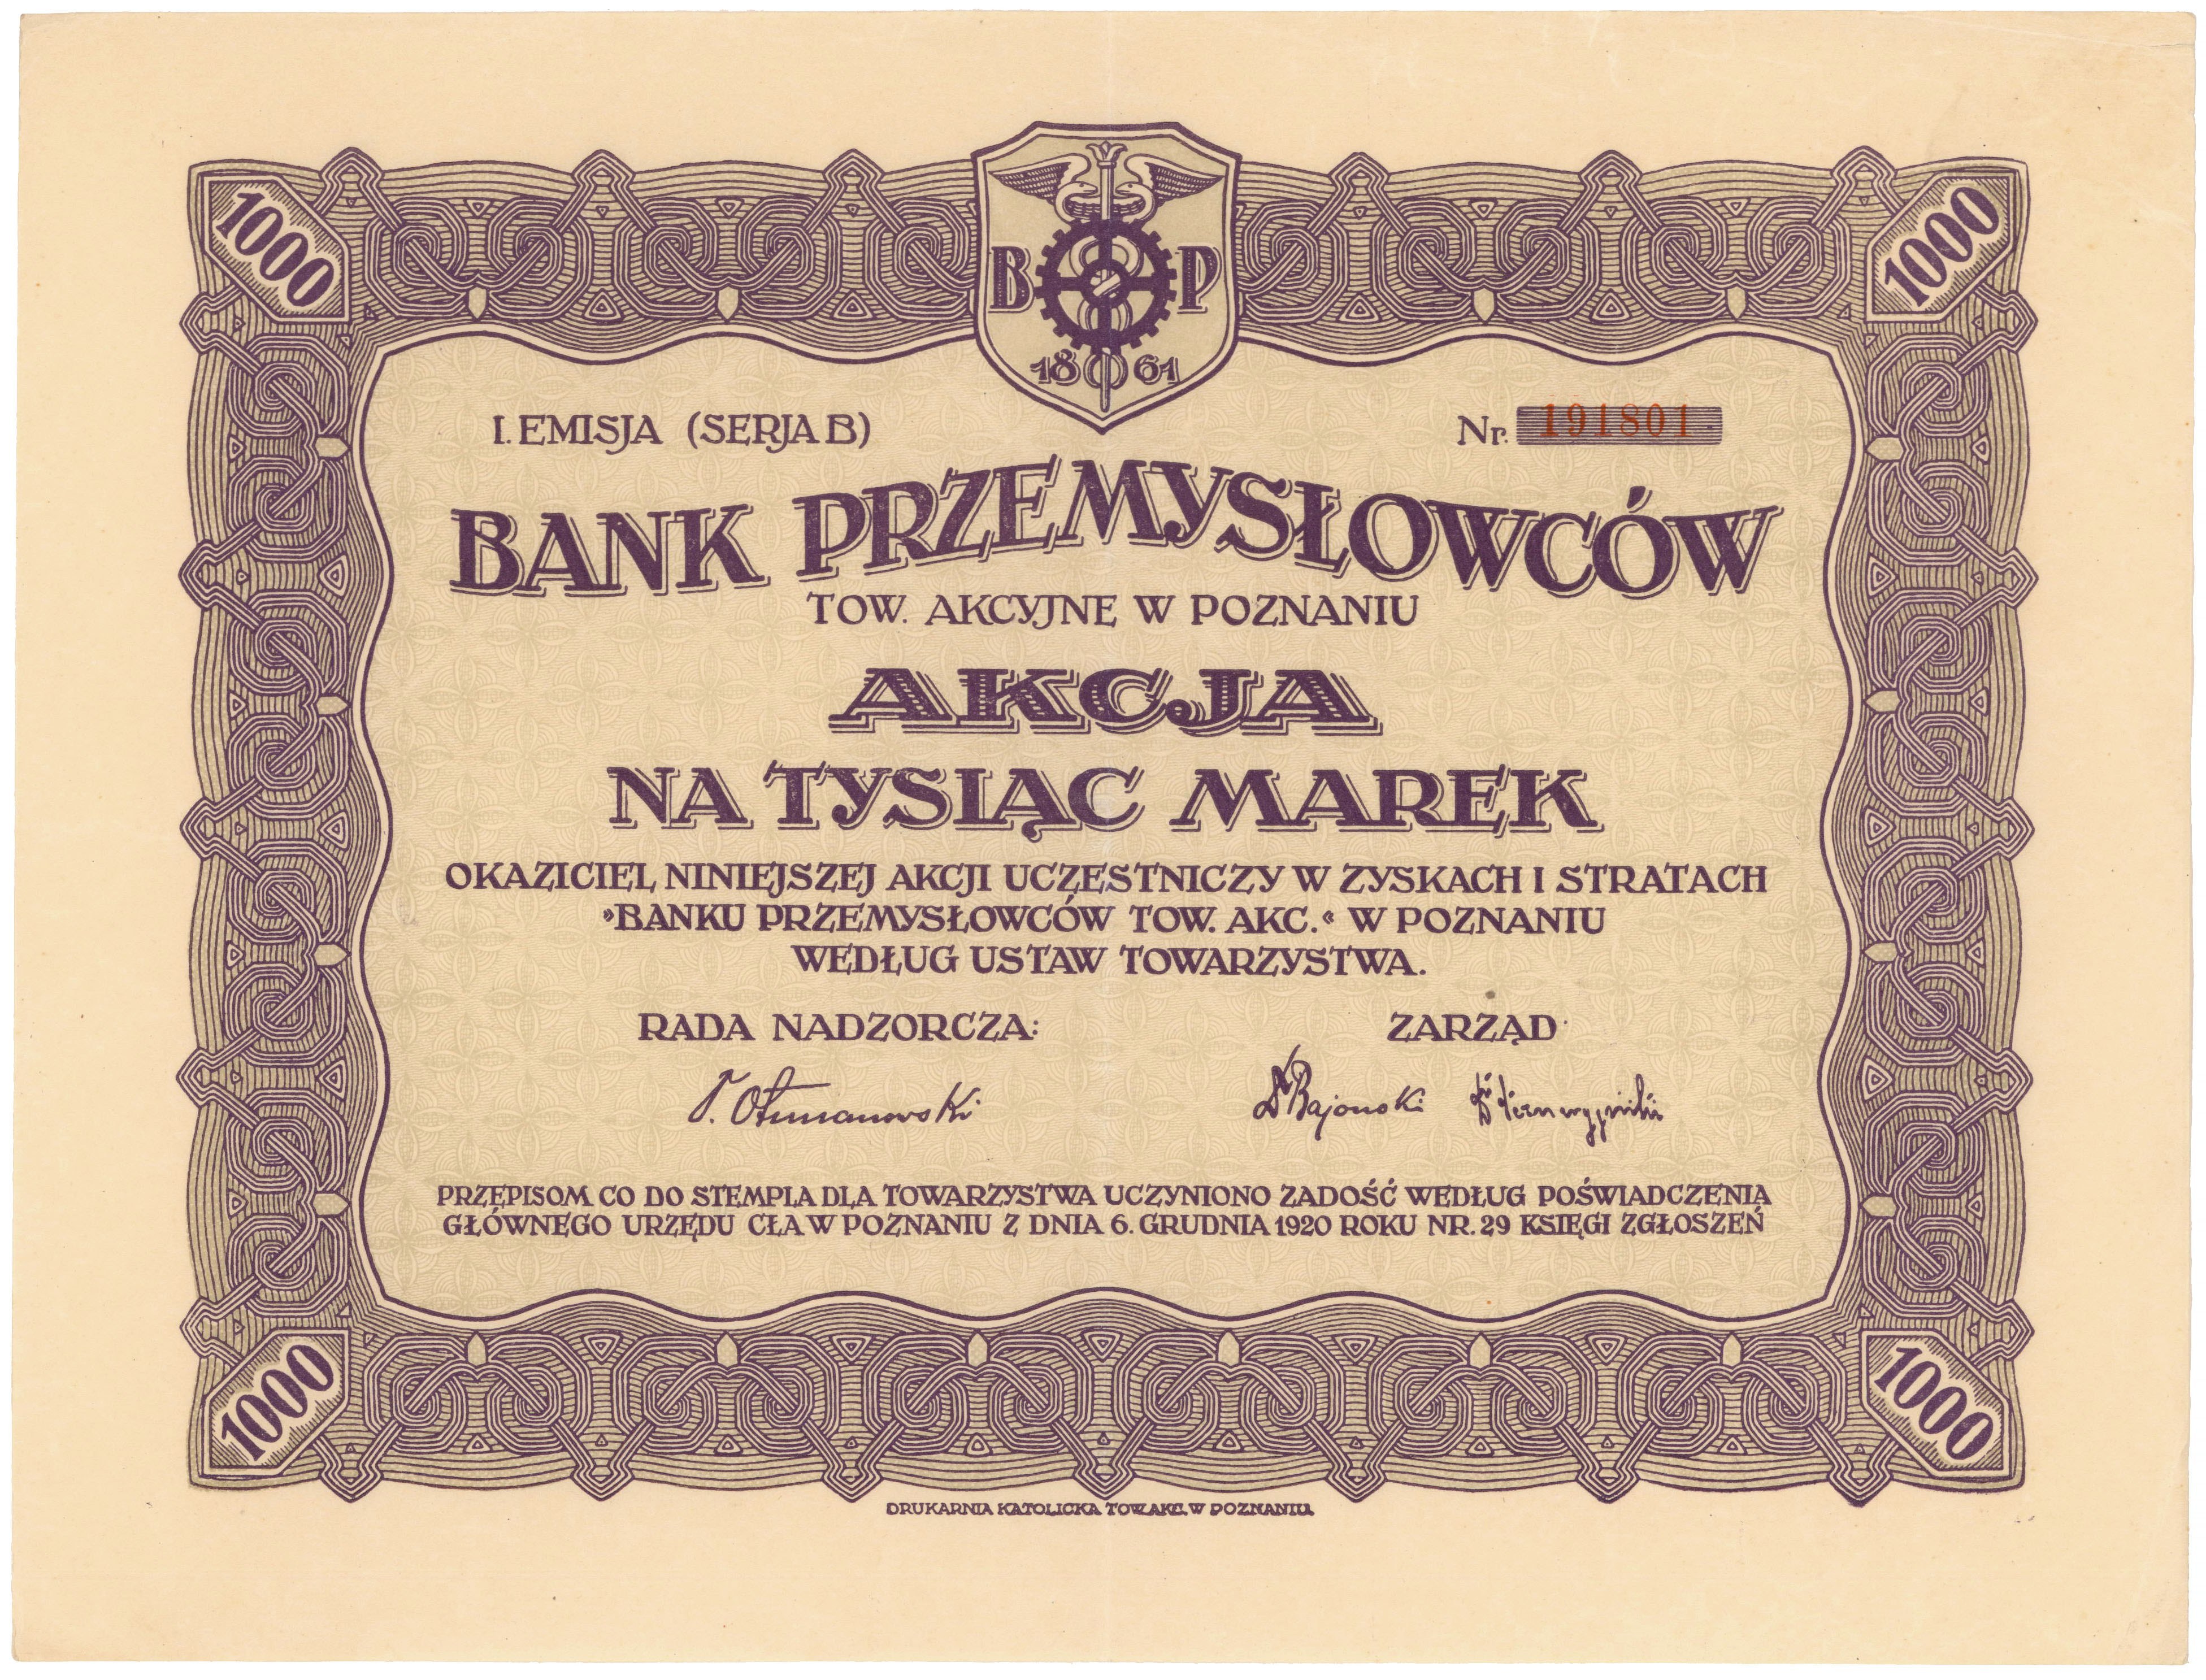 1000
1000
B P
1861
I. EMISJA (SERJA B)
Nr. 191801
BANK PRZEMYSŁOWCÓW
TOW. AKCYJNE W POZNANIU
AKCJA
NA TYSIĄC MAREK
OKAZICIEL NINIEJSZEJ AKCJI UCZESTNICZY W ZYSKACH I STRATACH
»BANKU PRZEMYSŁOWCÓW TOW. AKC.« W POZNANIU
WEDŁUG USTAW TOWARZYSTWA.
RADA NADZORCZA:
ZARZĄD:
T. Otmianowski
Dr Bajoński
PRZEPISOM CO DO STEMPLA DLA TOWARZYSTWA UCZYNIONO ZADOŚĆ WEDŁUG POŚWIADCZENIA
GŁÓWNEGO URZĘDU CŁA W POZNANIU Z DNIA 6. GRUDNIA 1920 ROKU NR. 29 KSIĘGI ZGŁOSZEŃ
1000
1000
DRUKARNIA KATOLICKA TOW. AKC. W POZNANIU.